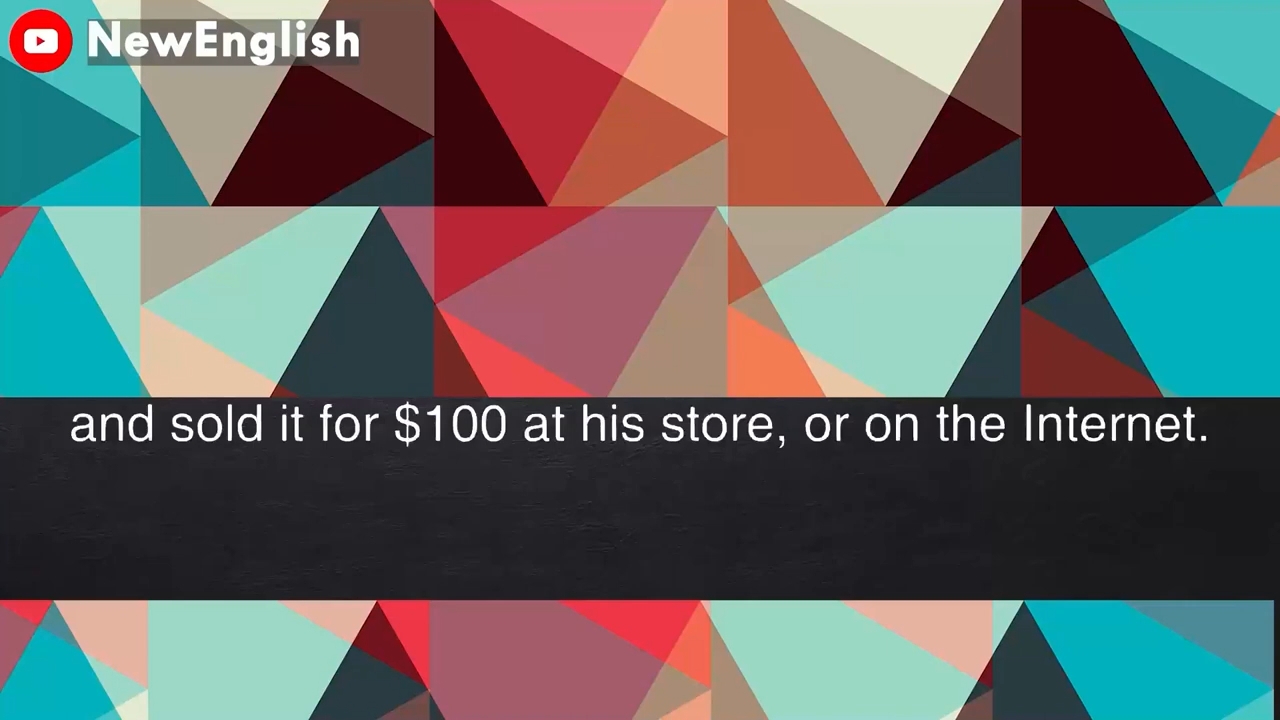 NewEnglish
and sold it for $100 at his store, or on the Internet.